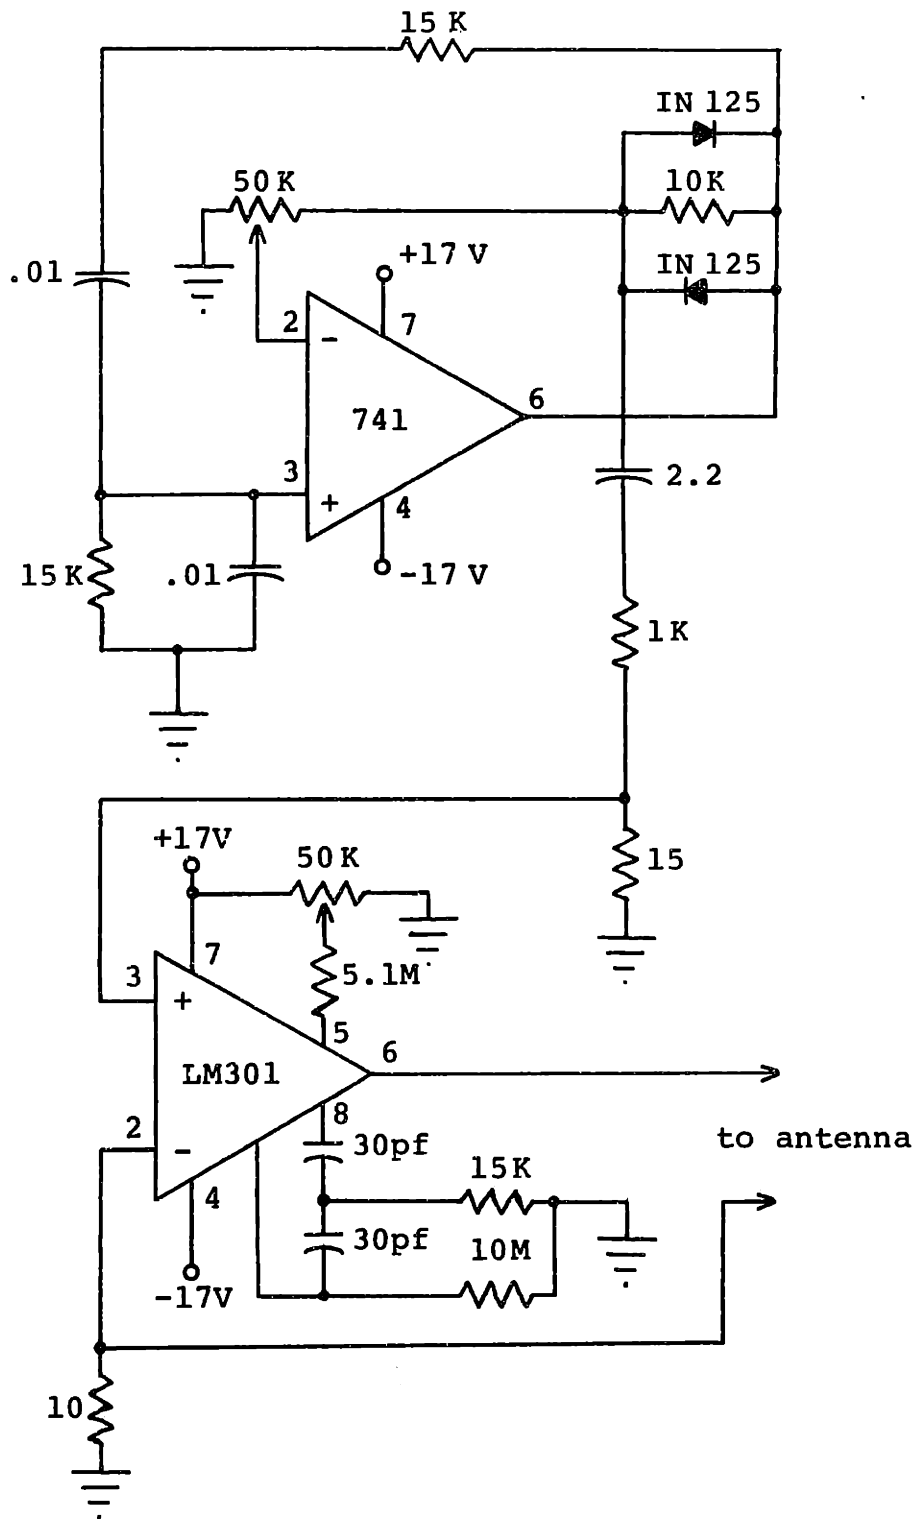 15 K
IN 125
50 K
10K
.01
+17 V
IN 125
2
7
-
741
6
3
2.2
+
4
15 K
.01
-17 V
1K
+17V
50 K
15
7
3
5.1M
+
5
6
LM301
8
2
30pf
to antenna
-
15K
4
30pf
10M
-17V
10